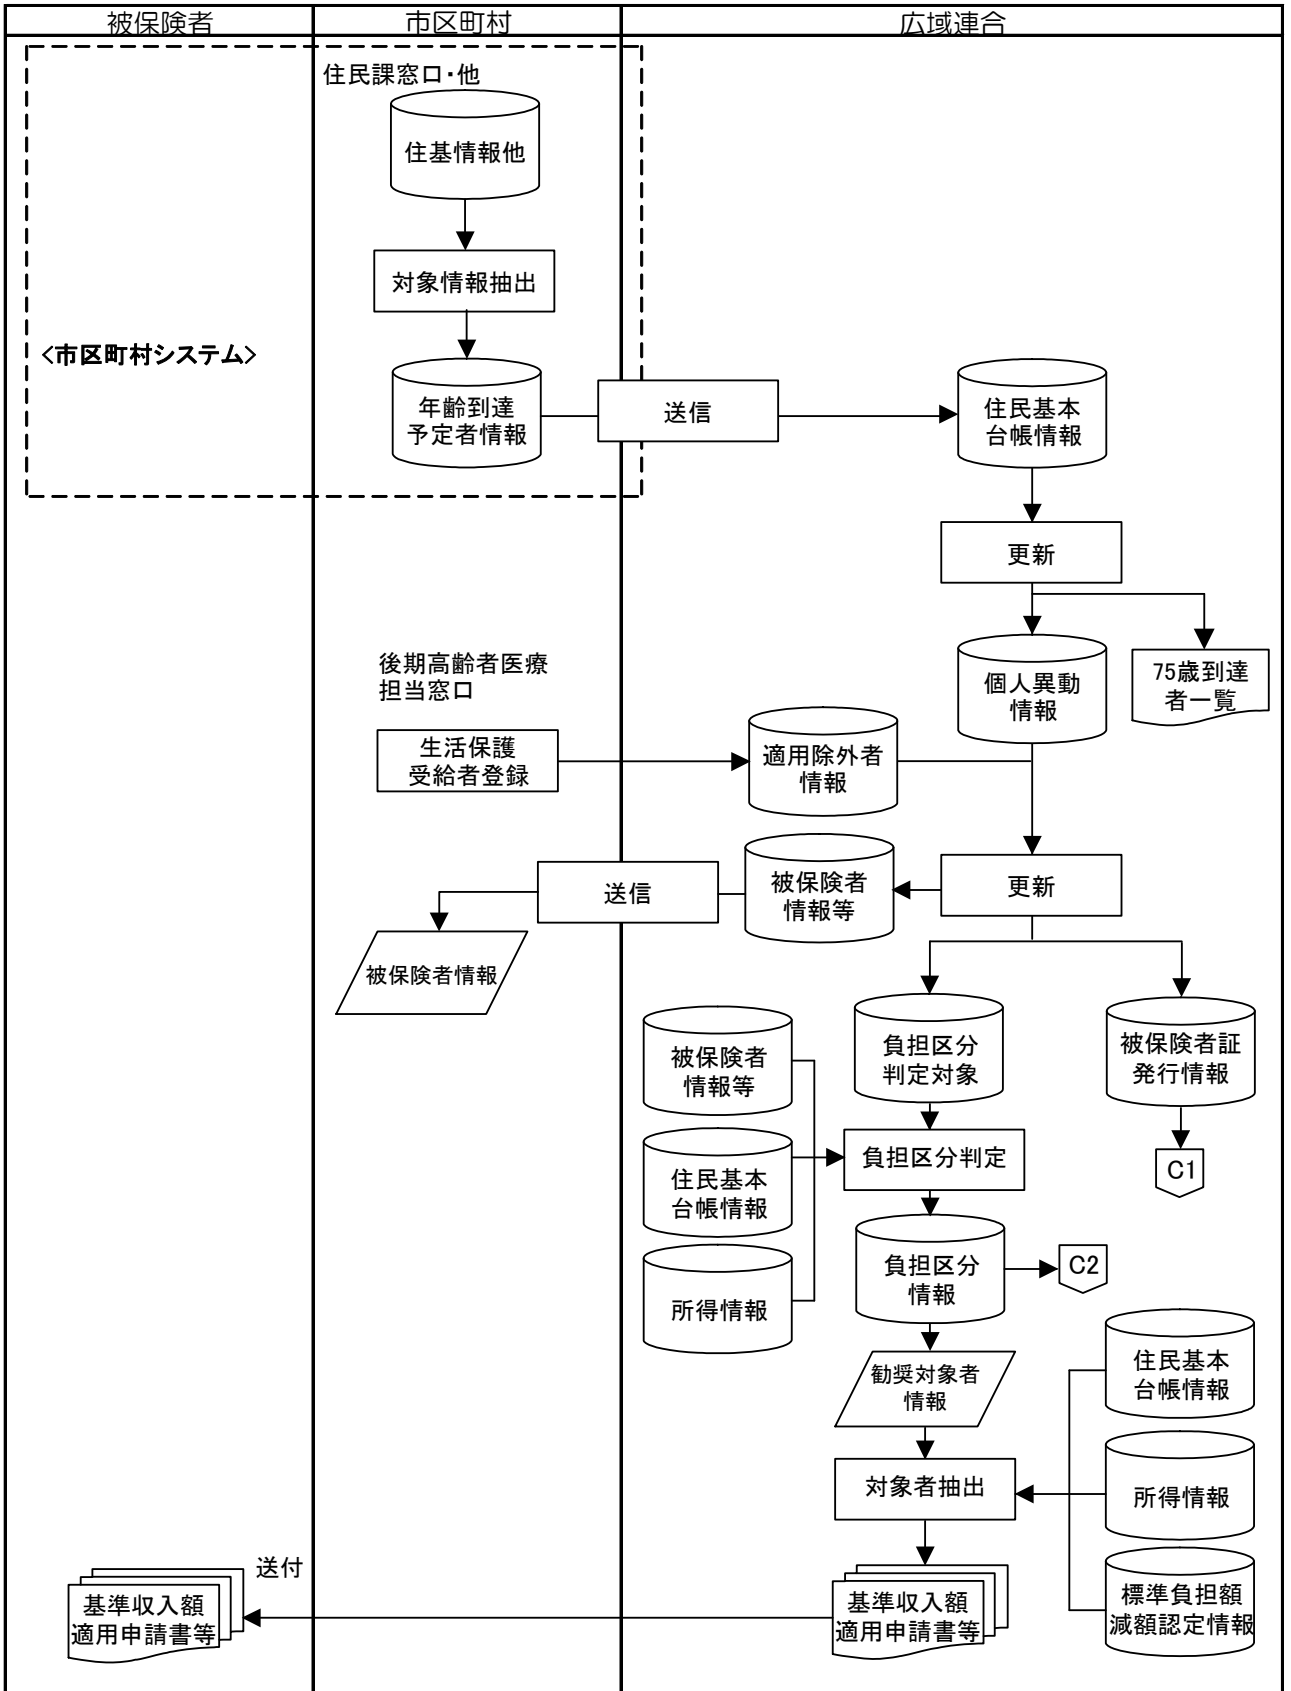 被保険者
市区町村
広域連合
住民課窓口・他
住基情報他
対象情報抽出
<市区町村システム>
年齢到達
予定者情報
送信
住民基本
台帳情報
更新
個人異動
情報
75歳到達
者一覧
後期高齢者医療
担当窓口
生活保護
受給者登録
適用除外者
情報
送信
被保険者
情報等
更新
被保険者情報
被保険者
情報等
負担区分
判定対象
被保険者証
発行情報
住民基本
台帳情報
負担区分判定
C1
所得情報
負担区分
情報
C2
勧奨対象者
情報
住民基本
台帳情報
対象者抽出
所得情報
送付
基準収入額
適用申請書等
基準収入額
適用申請書等
標準負担額
減額認定情報